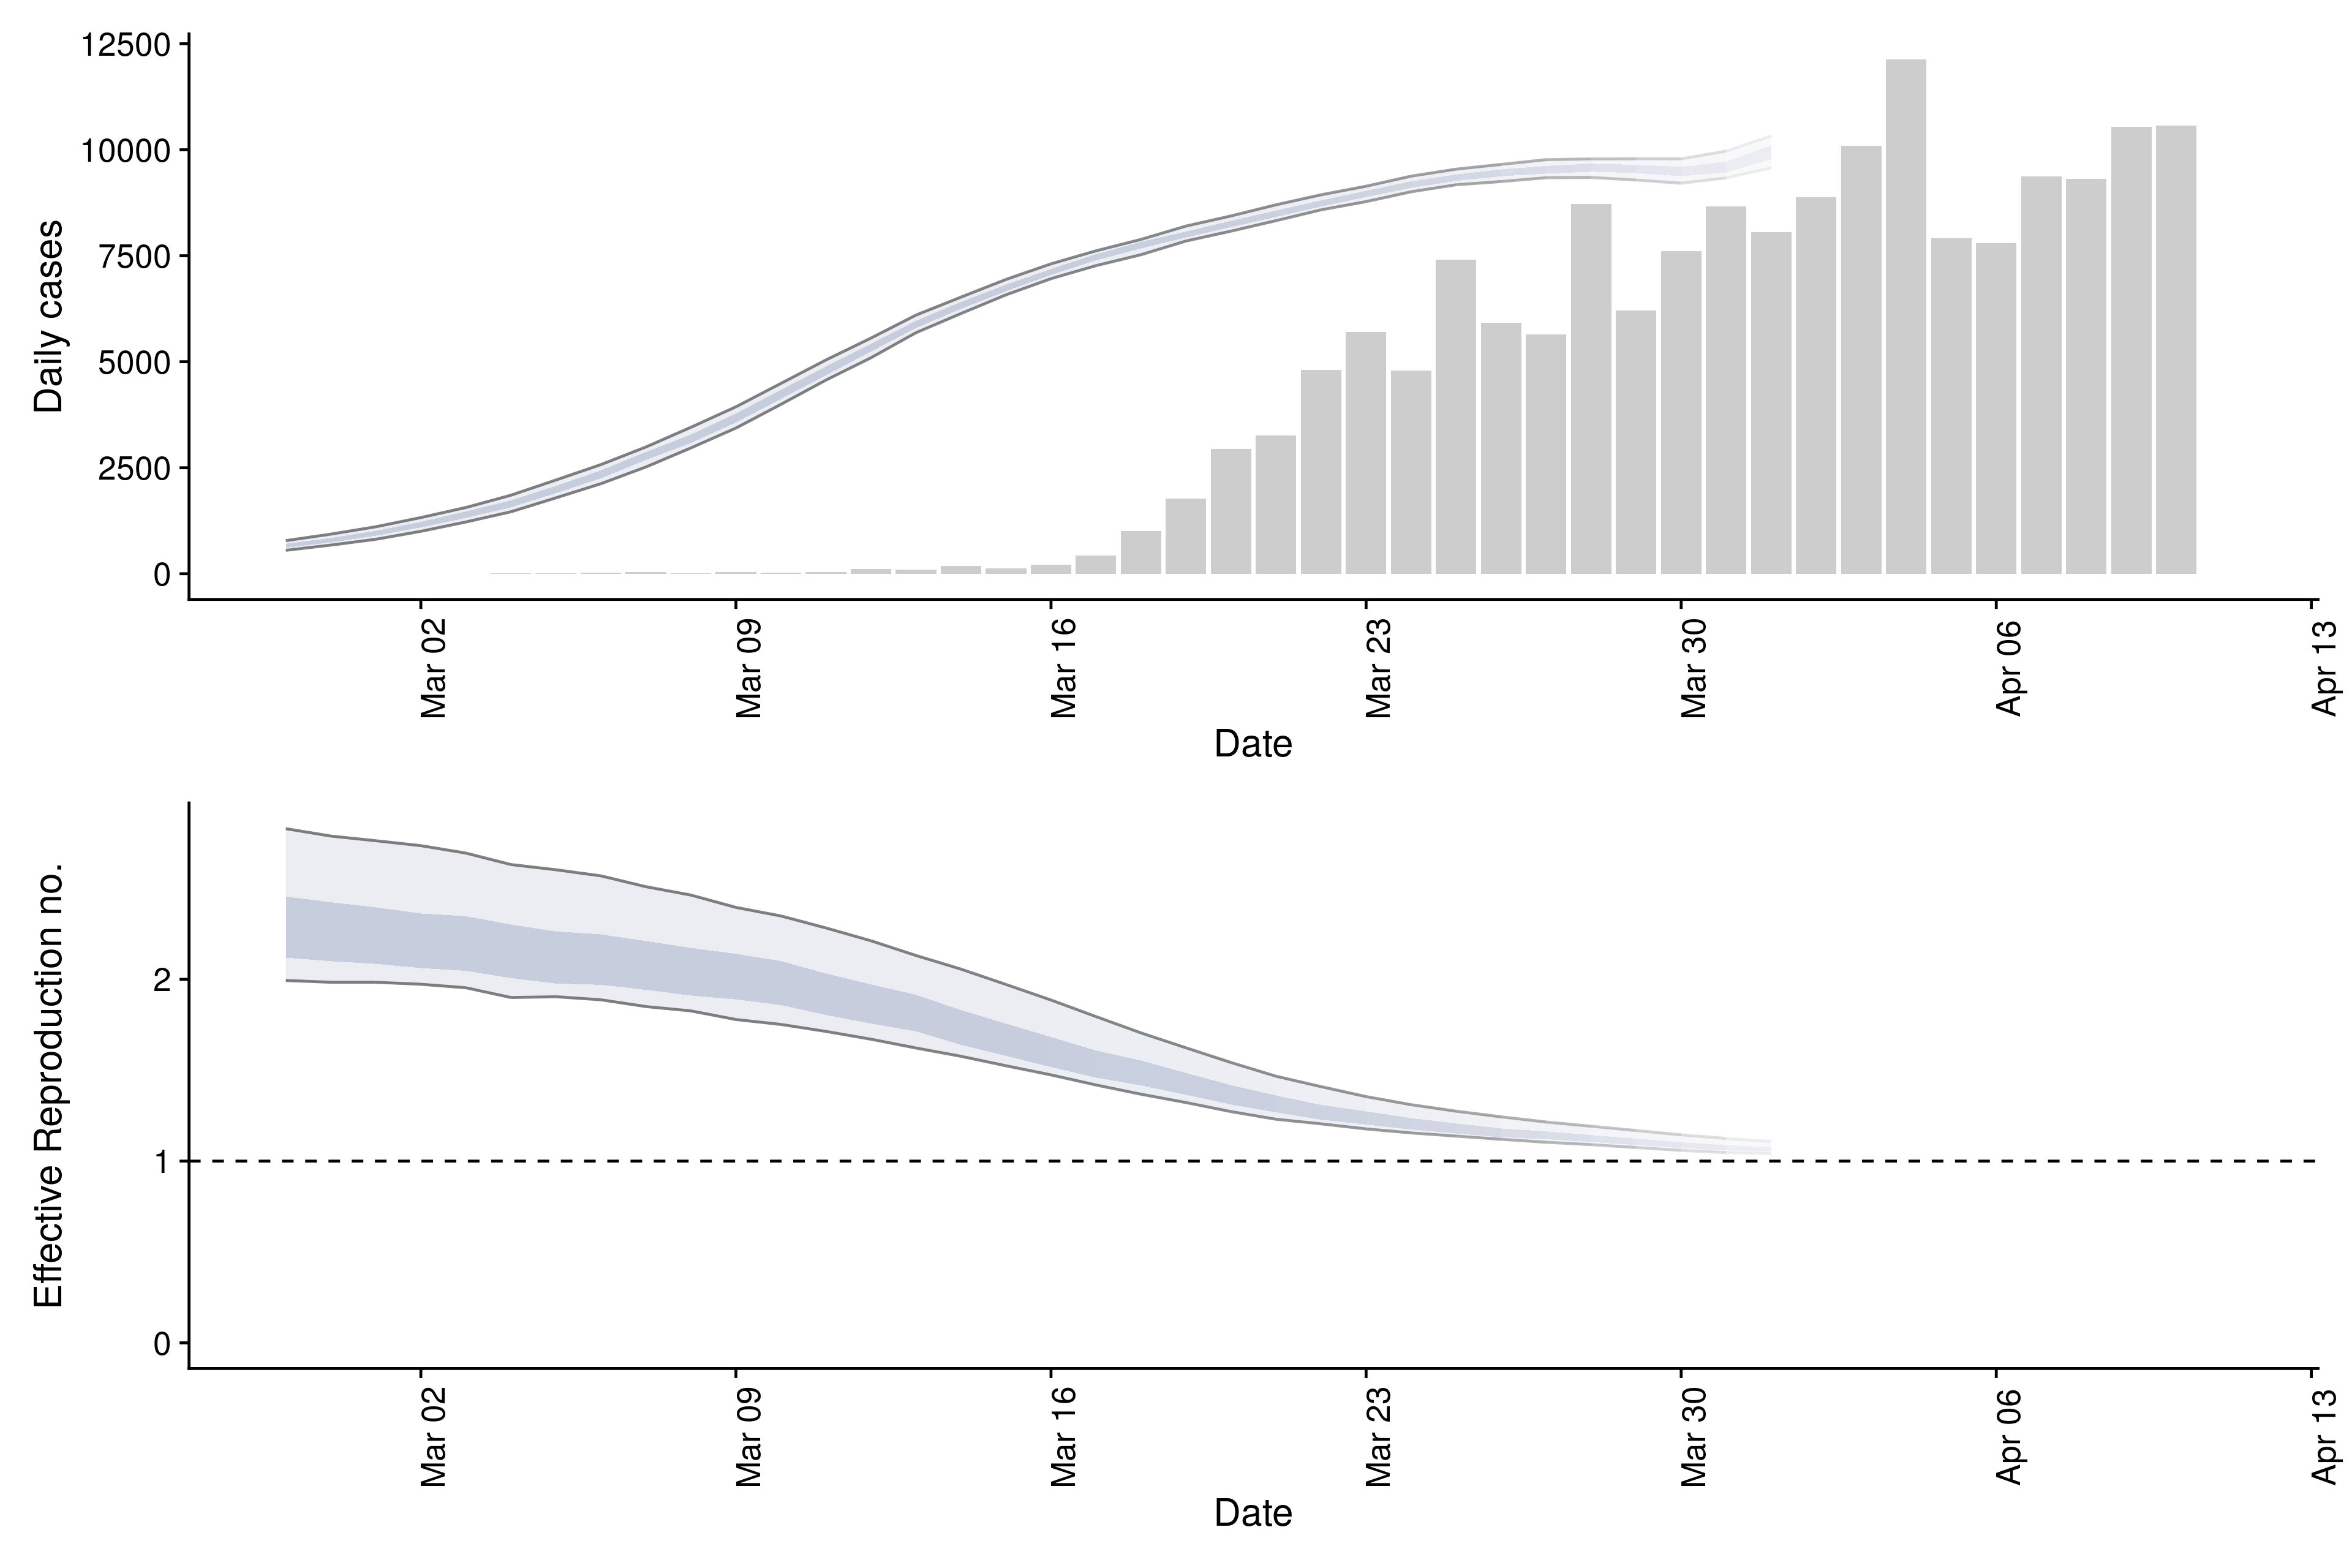 Daily cases
12500
10000
7500
5000
2500
0
Mar 02
Mar 09
Mar 16
Mar 23
Mar 30
Apr 06
Apr 13
Date
Effective Reproduction no.
2
1
0
Mar 02
Mar 09
Mar 16
Mar 23
Mar 30
Apr 06
Apr 13
Date